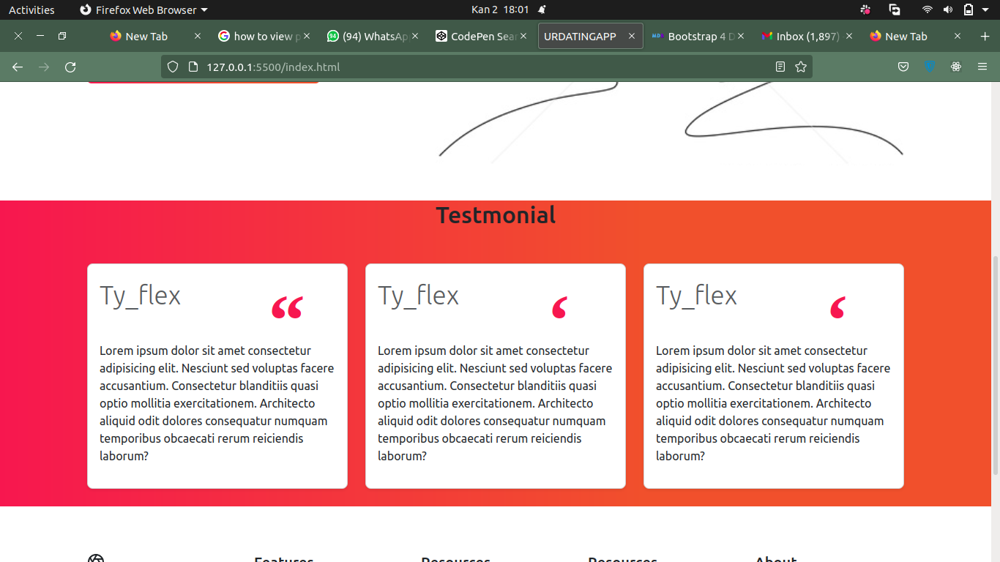 Activities Firefox Web Browser Kan 2 18:01
New Tab how to view p (94) WhatsAp CodePen Sear URDATINGAPP Bootstrap 4 D Inbox (1,897) New Tab
127.0.0.1:5500/index.html
Testmonial
Ty_flex
“
Lorem ipsum dolor sit amet consectetur
adipisicing elit. Nesciunt sed voluptas facere
accusantium. Consectetur blanditiis quasi
optio mollitia exercitationem. Architecto
aliquid odit dolores consequatur numquam
temporibus obcaecati rerum reiciendis
laborum?
Ty_flex
‘
Lorem ipsum dolor sit amet consectetur
adipisicing elit. Nesciunt sed voluptas facere
accusantium. Consectetur blanditiis quasi
optio mollitia exercitationem. Architecto
aliquid odit dolores consequatur numquam
temporibus obcaecati rerum reiciendis
laborum?
Ty_flex
‘
Lorem ipsum dolor sit amet consectetur
adipisicing elit. Nesciunt sed voluptas facere
accusantium. Consectetur blanditiis quasi
optio mollitia exercitationem. Architecto
aliquid odit dolores consequatur numquam
temporibus obcaecati rerum reiciendis
laborum?
Features Resources Resources About